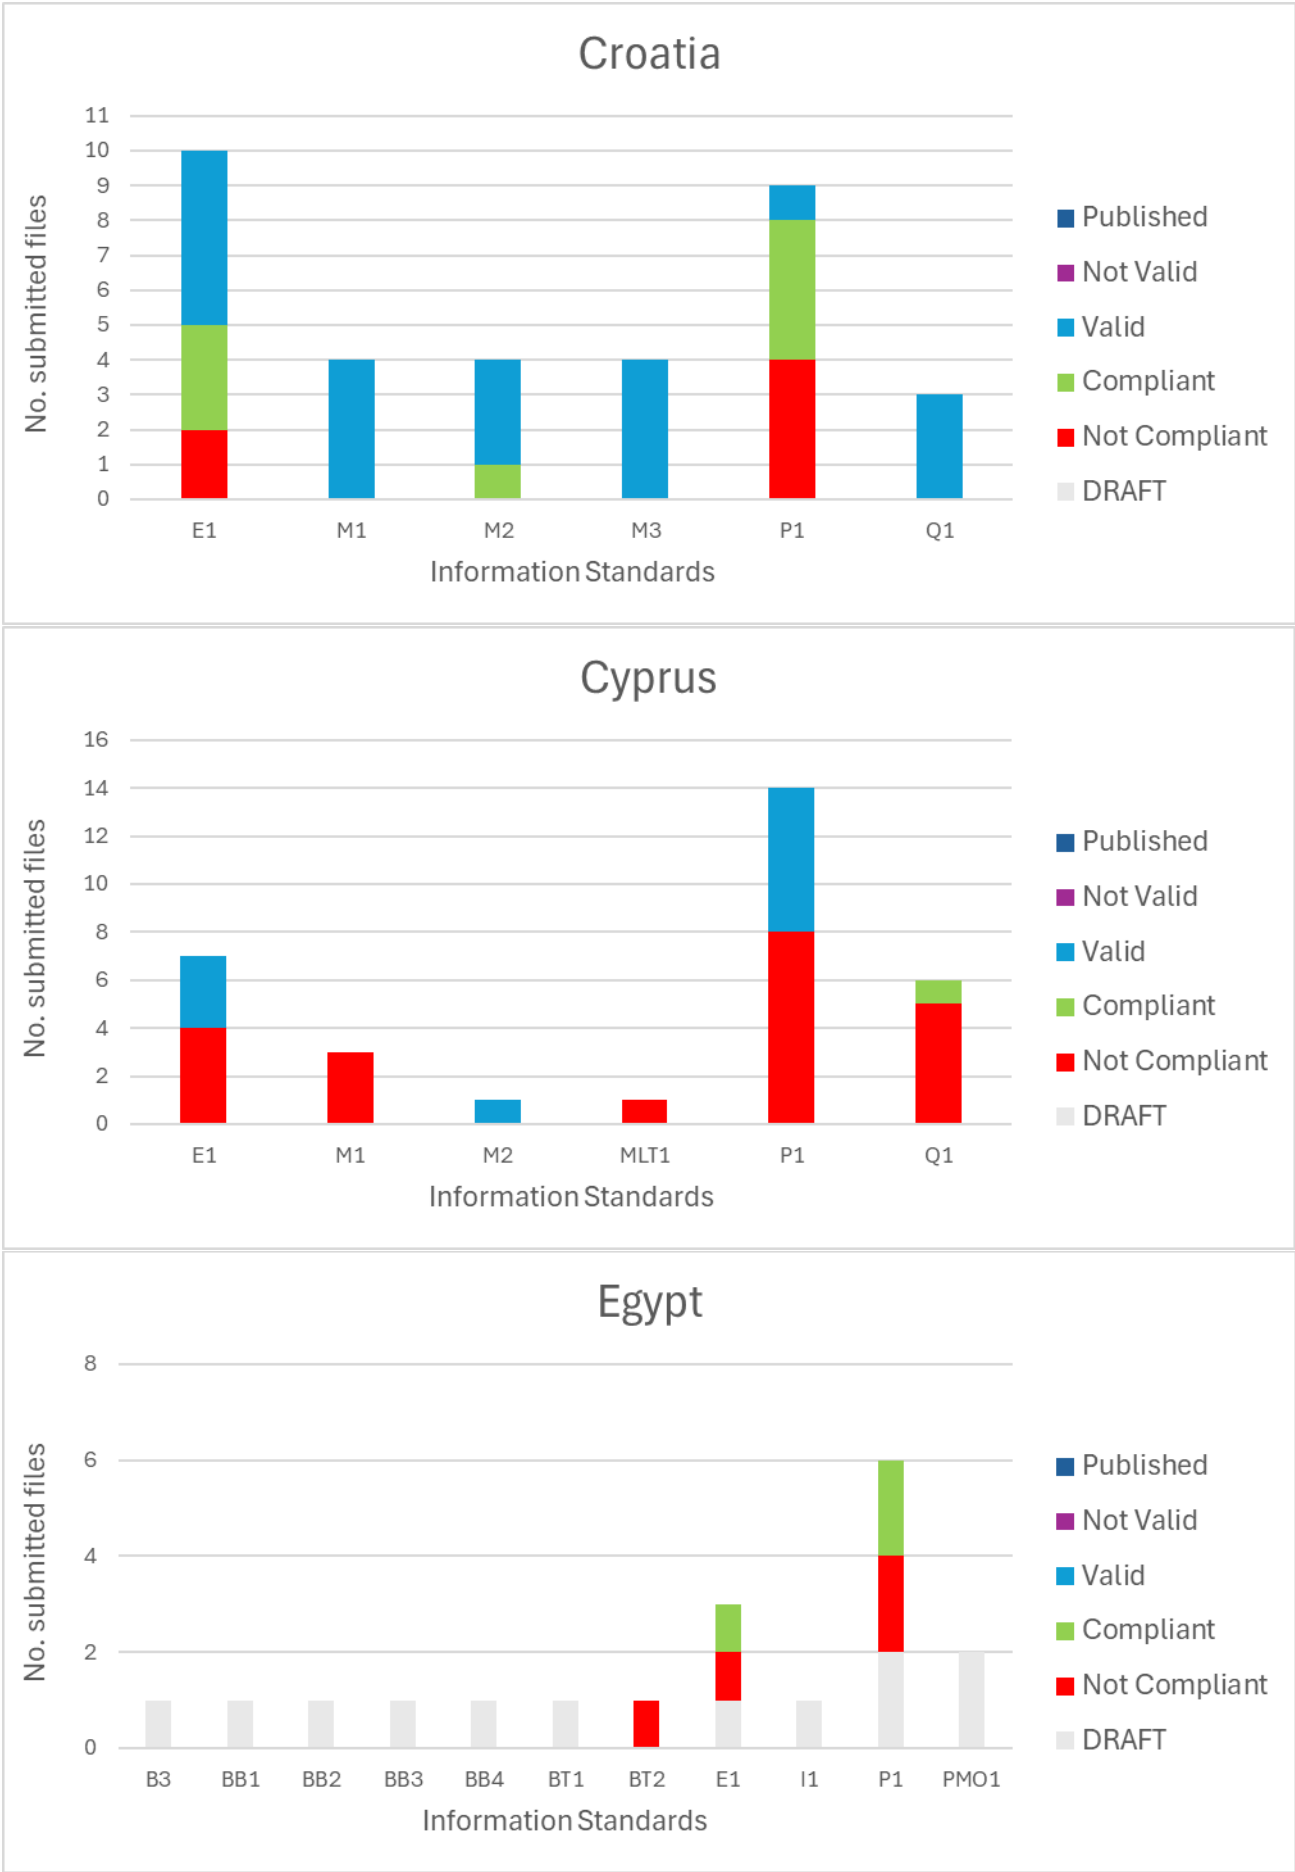 Croatia
11
10
9
8
7
6
5
4
3
2
1
0
No. submitted files
E1 M1 M2 M3 P1 Q1
Information Standards
Published
Not Valid
Valid
Compliant
Not Compliant
DRAFT
Cyprus
16
14
12
10
8
6
4
2
0
No. submitted files
E1 M1 M2 MLT1 P1 Q1
Information Standards
Published
Not Valid
Valid
Compliant
Not Compliant
DRAFT
Egypt
8
6
4
2
0
No. submitted files
B3 BB1 BB2 BB3 BB4 BT1 BT2 E1 I1 P1 PMO1
Information Standards
Published
Not Valid
Valid
Compliant
Not Compliant
DRAFT